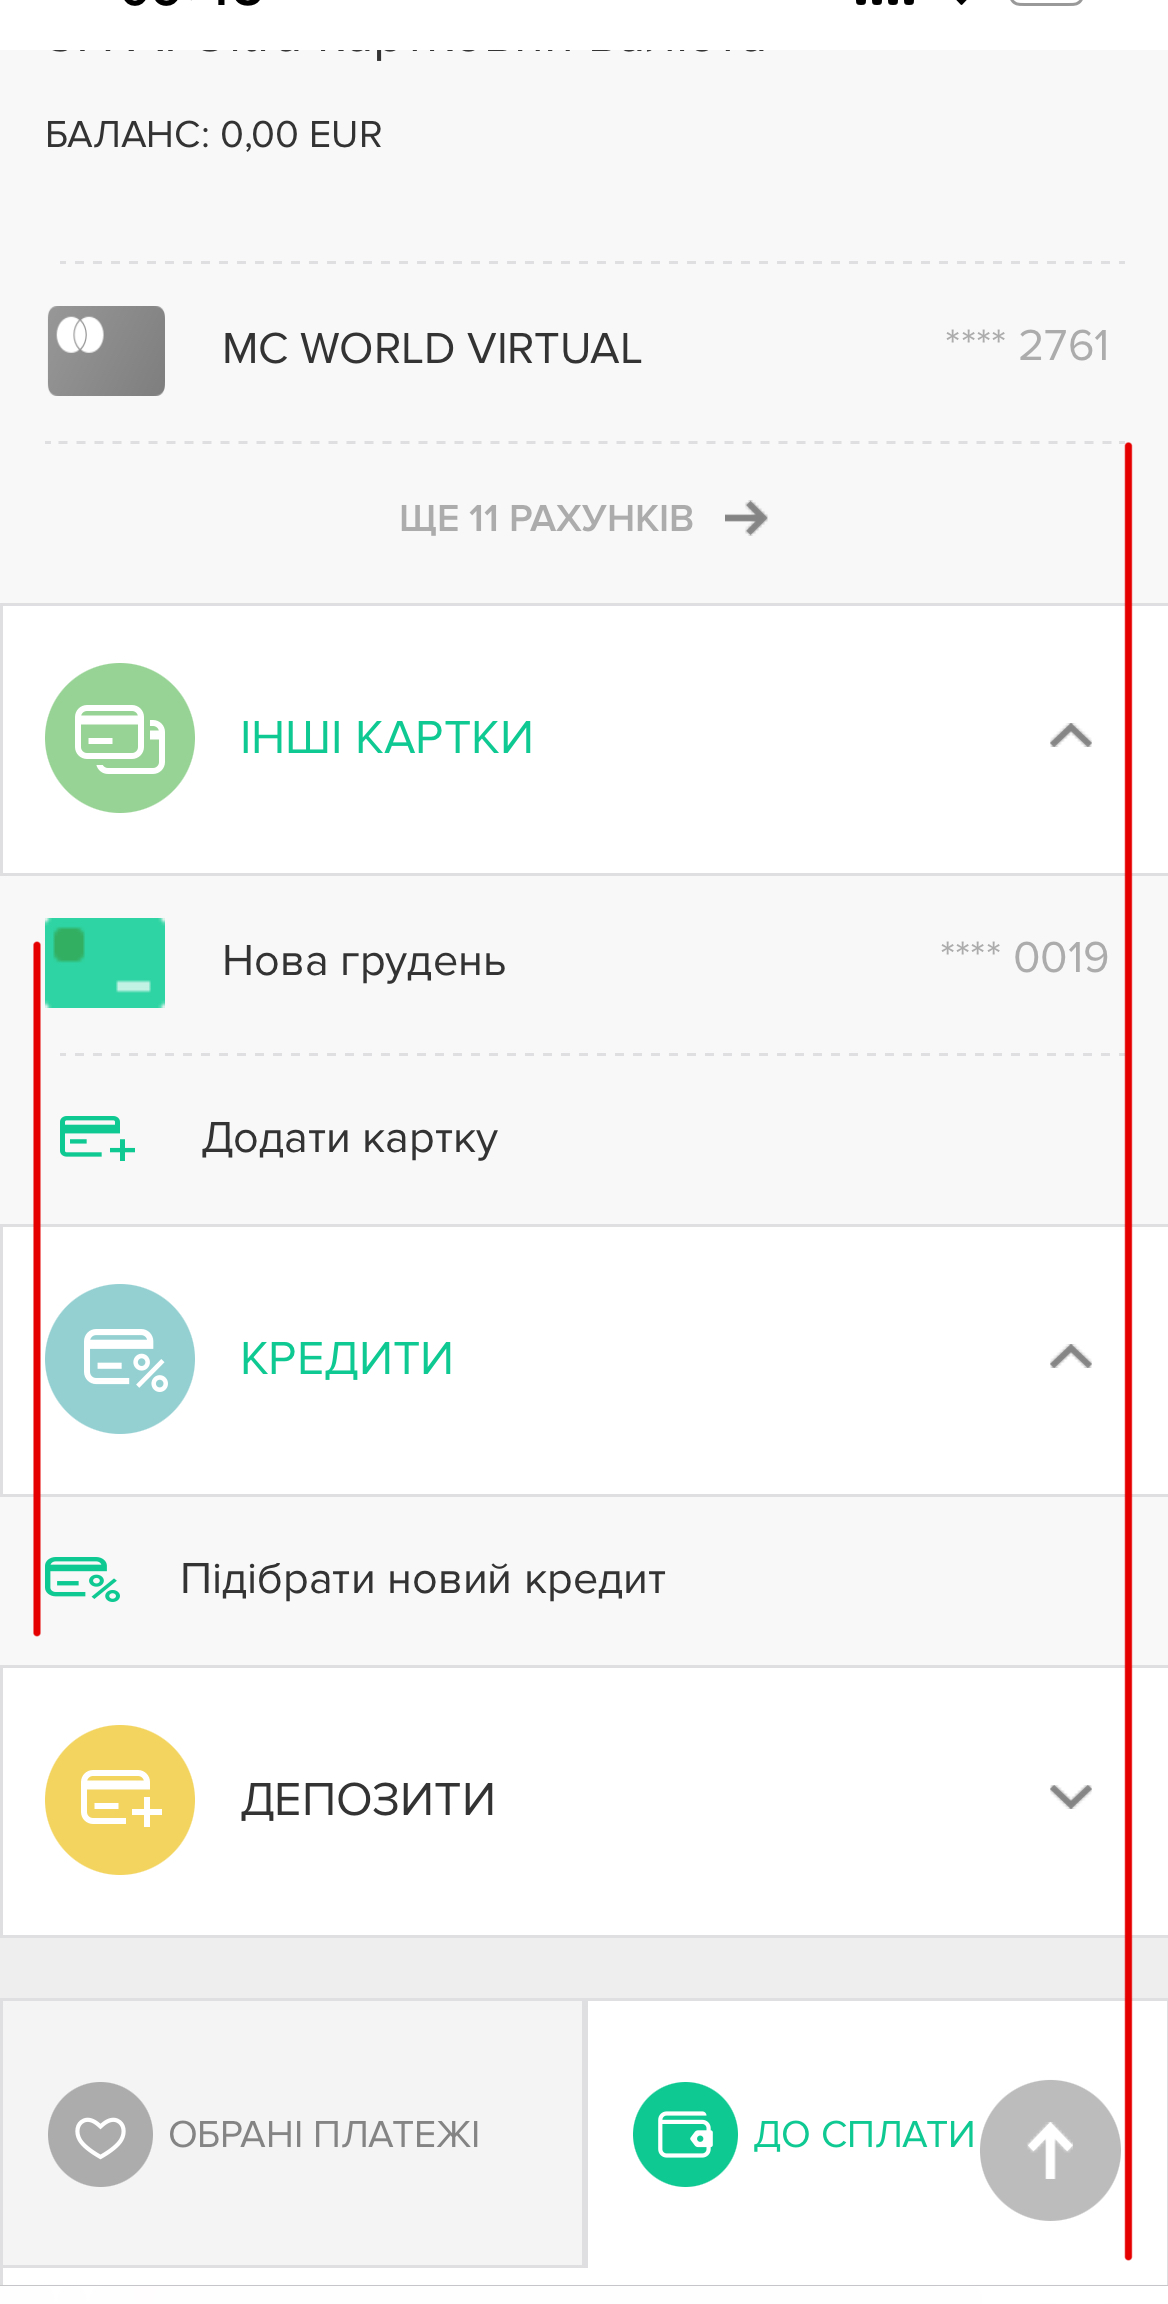 БАЛАНС: 0,00 EUR
MC WORLD VIRTUAL **** 2761
ЩЕ 11 РАХУНКІВ
ІНШІ КАРТКИ
Нова грудень **** 0019
Додати картку
КРЕДИТИ
Підібрати новий кредит
ДЕПОЗИТИ
ОБРАНІ ПЛАТЕЖІ
ДО СПЛАТИ